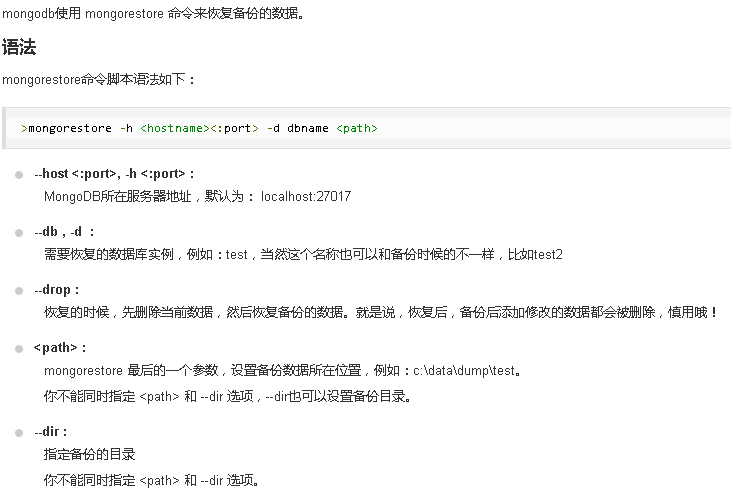 mongodb使用 mongorestore 命令来恢复备份的数据。
语法
mongorestore命令脚本语法如下：
>mongorestore -h <hostname><:port> -d dbname <path>
--host <:port>, -h <:port>：
MongoDB所在服务器地址，默认为： localhost:27017
--db , -d ：
需要恢复的数据库实例，例如：test，当然这个名称也可以和备份时候的不一样，比如test2
--drop：
恢复的时候，先删除当前数据，然后恢复备份的数据。就是说，恢复后，备份后添加修改的数据都会被删除，慎用哦！
<path>：
mongorestore 最后的一个参数，设置备份数据所在位置，例如：c:\data\dump\test。
你不能同时指定 <path> 和 --dir 选项，--dir也可以设置备份目录。
--dir：
指定备份的目录
你不能同时指定 <path> 和 --dir 选项。